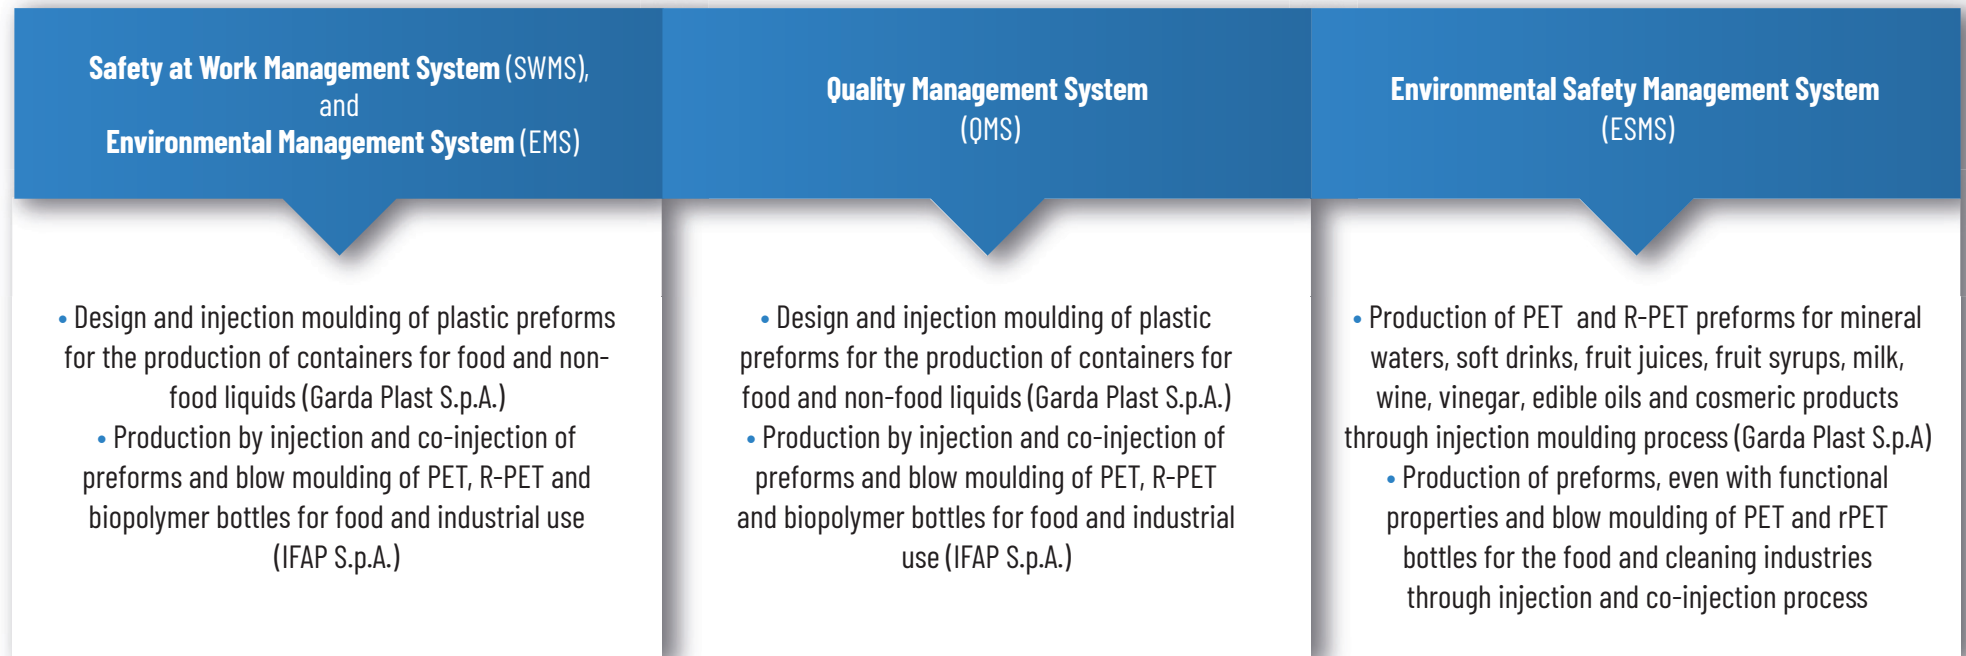 Safety at Work Management System (SWMS),
and
Environmental Management System (EMS)
• Design and injection moulding of plastic preforms
for the production of containers for food and non-
food liquids (Garda Plast S.p.A.)
• Production by injection and co-injection of
preforms and blow moulding of PET, R-PET and
biopolymer bottles for food and industrial use
(IFAP S.p.A.)
Quality Management System
(QMS)
• Design and injection moulding of plastic
preforms for the production of containers for
food and non-food liquids (Garda Plast S.p.A.)
• Production by injection and co-injection of
preforms and blow moulding of PET, R-PET
and biopolymer bottles for food and industrial
use (IFAP S.p.A.)
Environmental Safety Management System
(ESMS)
• Production of PET and R-PET preforms for mineral
waters, soft drinks, fruit juices, fruit syrups, milk,
wine, vinegar, edible oils and cosmeric products
through injection moulding process (Garda Plast S.p.A)
• Production of preforms, even with functional
properties and blow moulding of PET and rPET
bottles for the food and cleaning industries
through injection and co-injection process